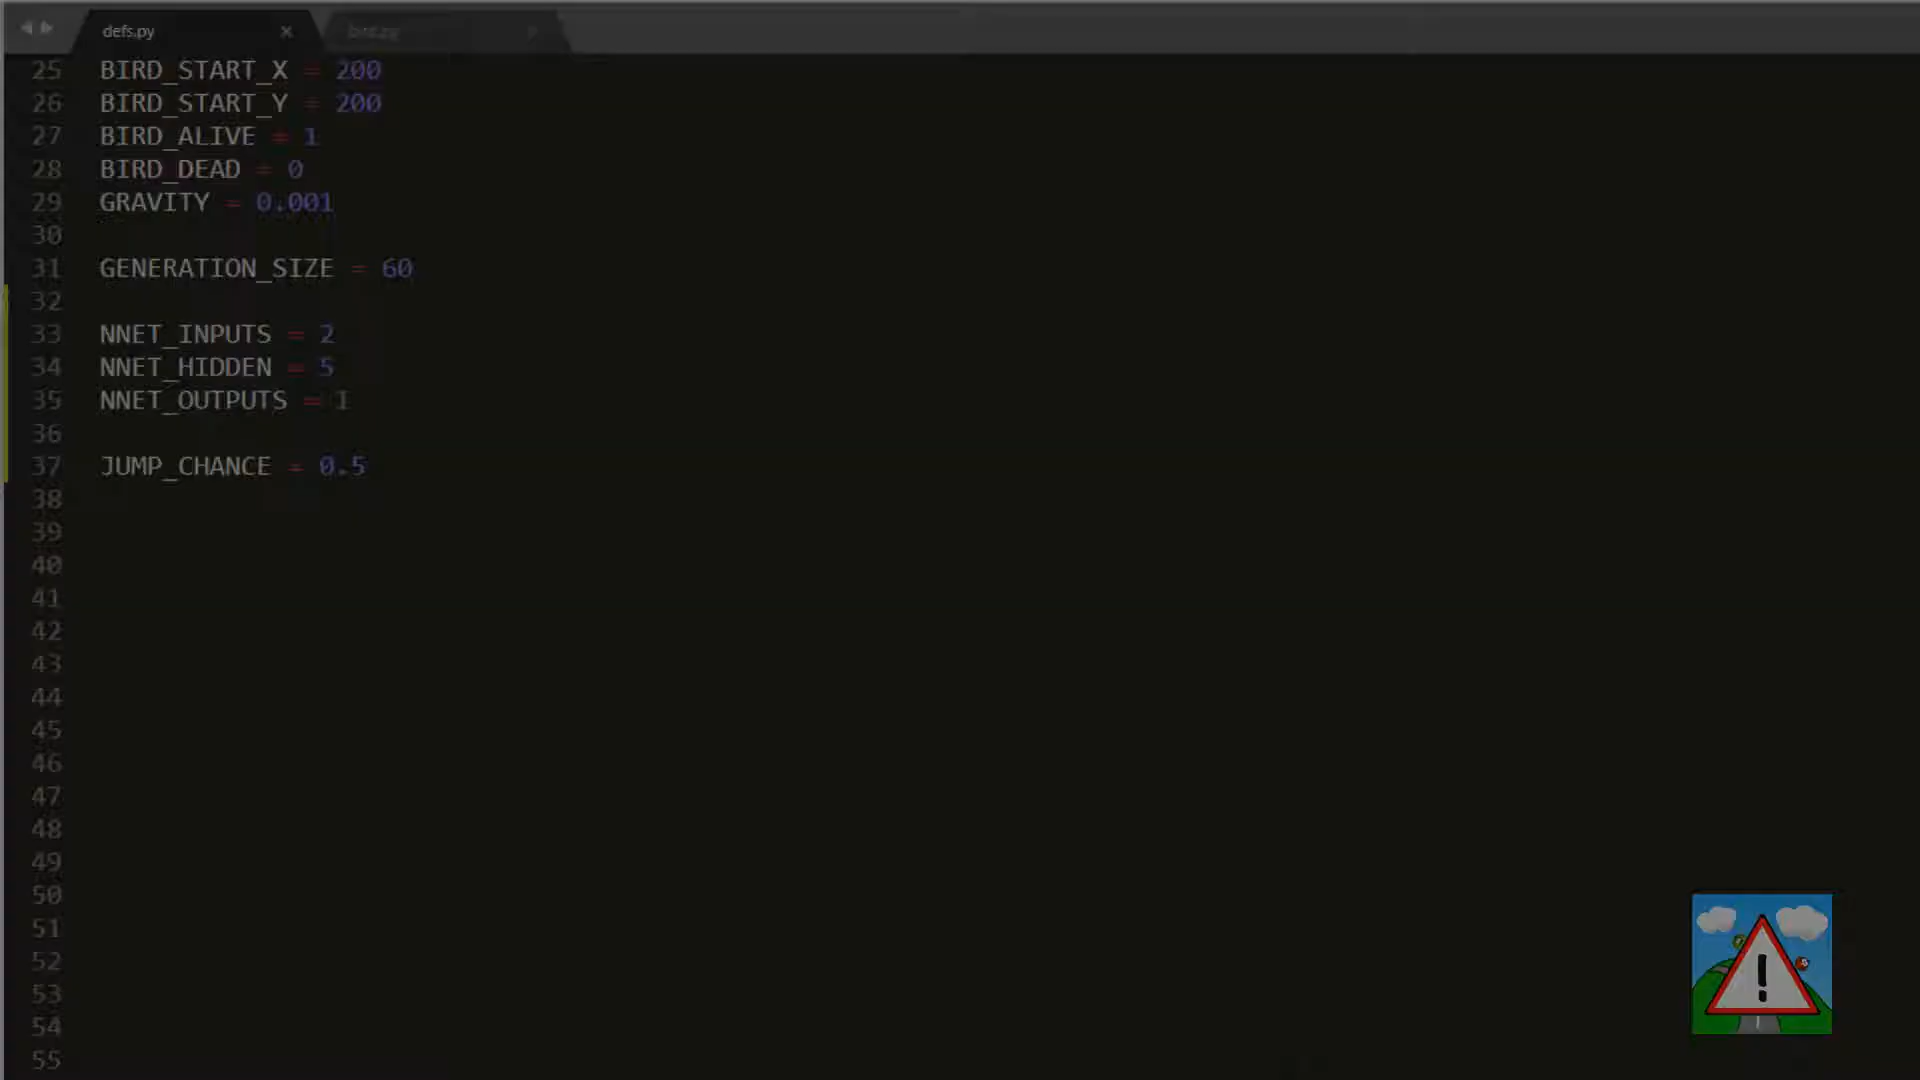 defs.py
25 BIRD_START_X = 200
26 BIRD_START_Y = 200
27 BIRD_ALIVE = 1
28 BIRD_DEAD = 0
29 GRAVITY = 0.001
30
31 GENERATION_SIZE = 60
32
33 NNET_INPUTS = 2
34 NNET_HIDDEN = 5
35 NNET_OUTPUTS = 1
36
37 JUMP_CHANCE = 0.5
38
39
40
41
42
43
44
45
46
47
48
49
50
51
52
53
54
55
!